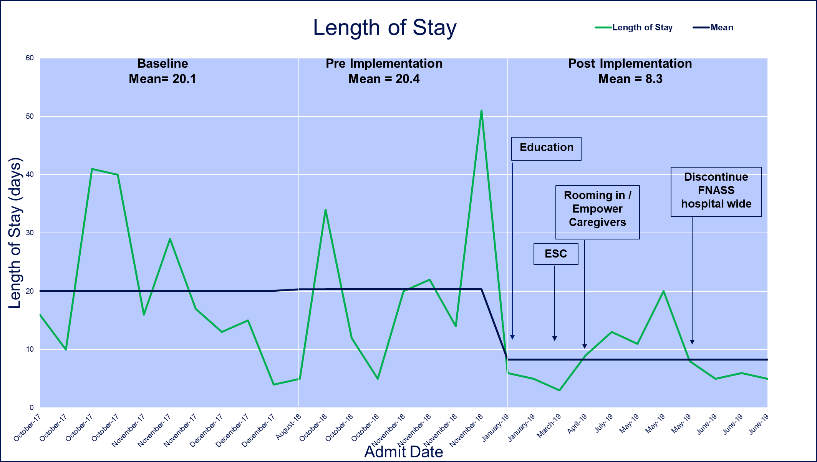 Length of Stay
Length of Stay
Mean
Baseline
Mean= 20.1
Pre Implementation
Mean = 20.4
Post Implementation
Mean = 8.3
Education
Rooming in /
Empower
Caregivers
ESC
Discontinue
FNASS
hospital wide
Length of Stay (days)
60
50
40
30
20
10
0
October-17
October-17
October-17
October-17
November-17
November-17
November-17
December-17
December-17
December-17
August-18
October-18
October-18
October-18
November-18
November-18
November-18
November-18
January-19
January-19
March-19
April-19
July-19
May-19
May-19
May-19
June-19
June-19
June-19
Admit Date